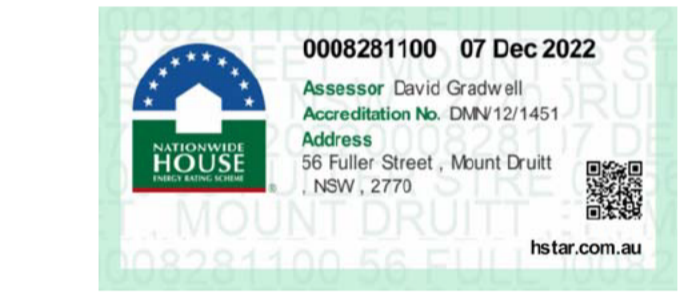 0008281100 07 Dec 2022
Assessor David Gradwell
Accreditation No. DMN/12/1451
Address
56 Fuller Street , Mount Druitt
, NSW , 2770
NATIONWIDE
HOUSE
ENERGY RATING SCHEME
®
hstar.com.au